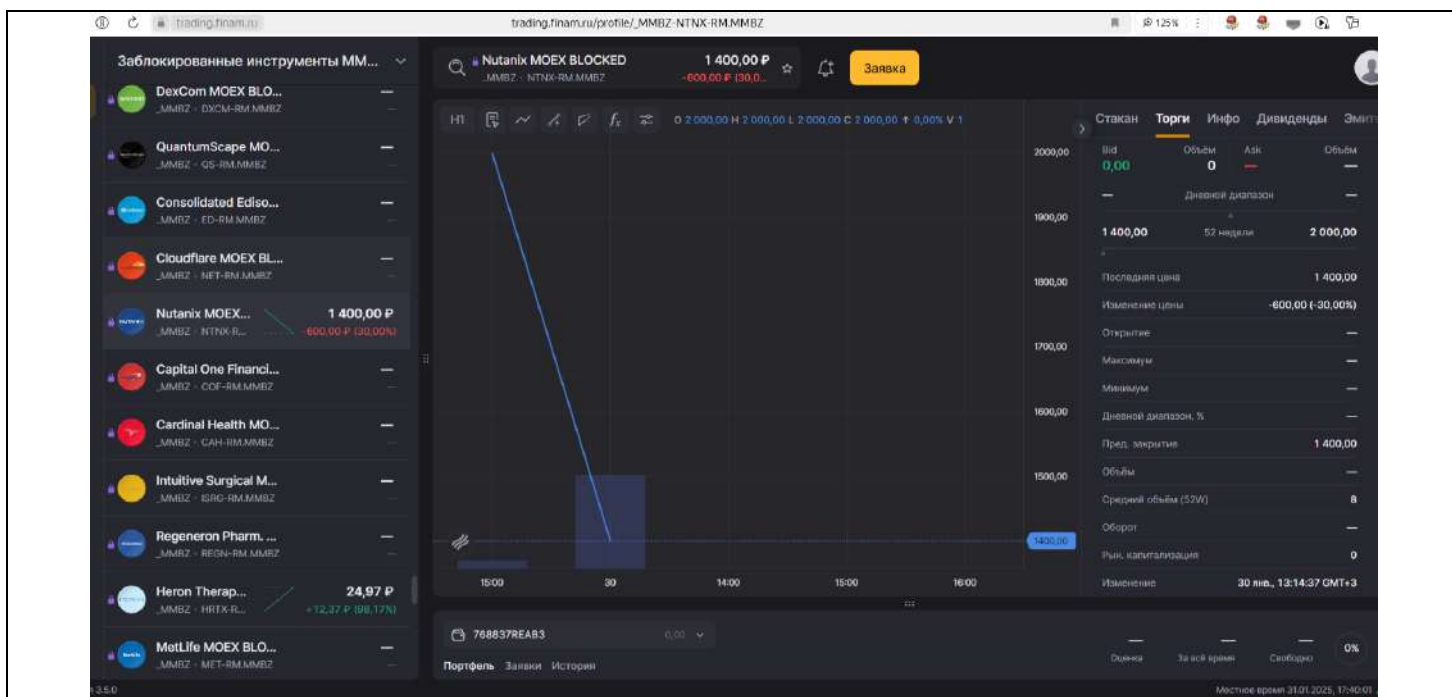 trading.finam.ru
trading.finam.ru/profile/_MMBZ-NTNX-RM.MMBZ
125%
Заблокированные инструменты MM...
DexCom MOEX BLO...
—
_MMBZ · DXCM-RM.MMBZ
—
QuantumScape MO...
—
_MMBZ · QS-RM.MMBZ
—
Consolidated Ediso...
—
_MMBZ · ED-RM.MMBZ
—
Cloudflare MOEX BL...
—
_MMBZ · NET-RM.MMBZ
—
Nutanix MOEX...
1 400,00 ₽
_MMBZ · NTNX-R...
-600,00 ₽ (30,00%)
Capital One Financi...
—
_MMBZ · COF-RM.MMBZ
—
Cardinal Health MO...
—
_MMBZ · CAH-RM.MMBZ
—
Intuitive Surgical M...
—
_MMBZ · ISRG-RM.MMBZ
—
Regeneron Pharm. ...
—
_MMBZ · REGN-RM.MMBZ
—
Heron Therap...
24,97 ₽
_MMBZ · HRTX-R...
+12,37 ₽ (98,17%)
MetLife MOEX BLO...
—
_MMBZ · MET-RM.MMBZ
—
3.5.0
Nutanix MOEX BLOCKED
1 400,00 ₽
_MMBZ · NTNX-RM.MMBZ
-600,00 ₽ (30,0...
Заявка
H1
O 2 000,00 H 2 000,00 L 2 000,00 C 2 000,00 ↑ 0,00% V 1
2000,00
1900,00
1800,00
1700,00
1600,00
1500,00
1400,00
15:00 30 14:00 15:00 16:00
768837REAB3
0,00
Портфель Заявки История
Стакан Торги Инфо Дивиденды Эмит
Bid Объём Ask Объём
0,00 0 — —
— Дневной диапазон —
1 400,00 52 недели 2 000,00
Последняя цена 1 400,00
Изменение цены -600,00 (-30,00%)
Открытие —
Максимум —
Минимум —
Дневной диапазон, % —
Пред. закрытие 1 400,00
Объём —
Средний объём (52W) 8
Оборот —
Рын. капитализация 0
Изменение 30 янв., 13:14:37 GMT+3
— — — 0%
Оценка За всё время Свободно
Местное время 31.01.2025, 17:40:01